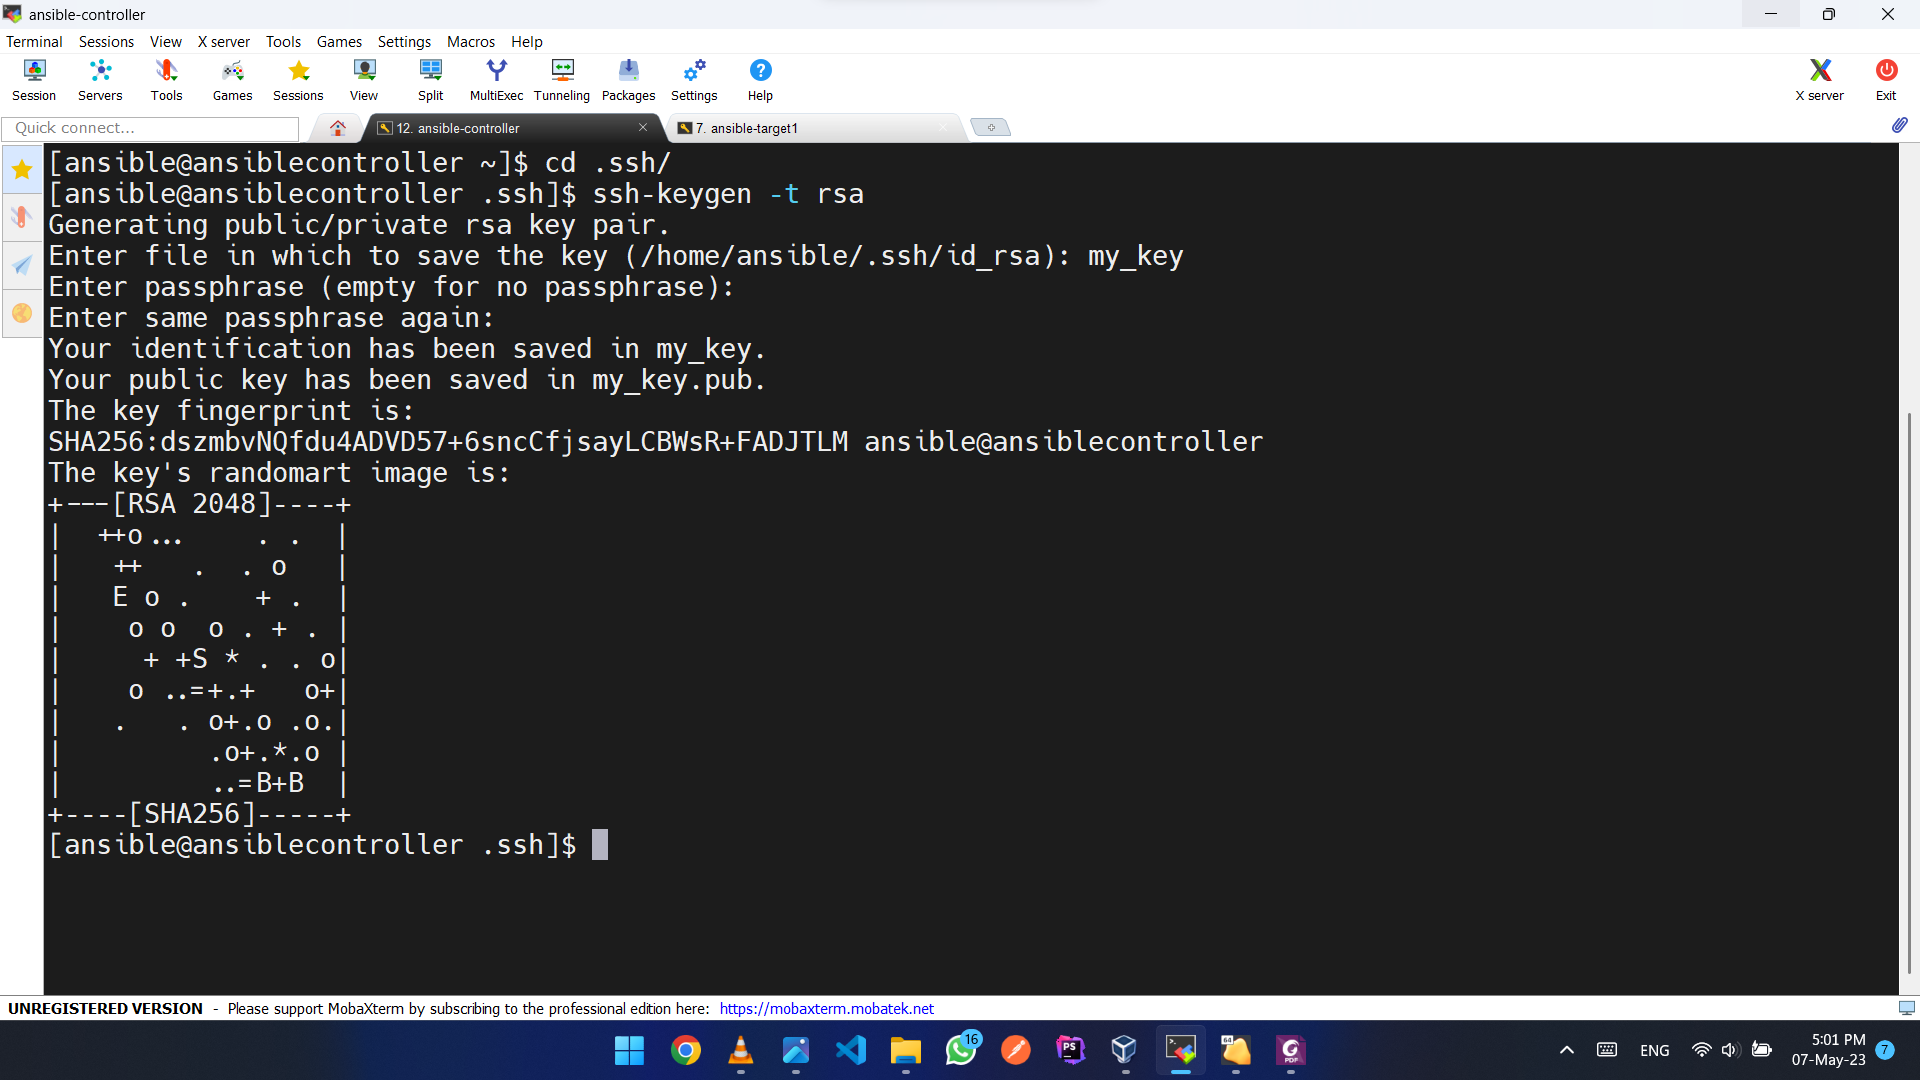 ansible-controller
Terminal Sessions View X server Tools Games Settings Macros Help
Session Servers Tools Games Sessions View Split MultiExec Tunneling Packages Settings Help X server Exit
Quick connect... 12. ansible-controller 7. ansible-target1
[ansible@ansiblecontroller ~]$ cd .ssh/
[ansible@ansiblecontroller .ssh]$ ssh-keygen -t rsa
Generating public/private rsa key pair.
Enter file in which to save the key (/home/ansible/.ssh/id_rsa): my_key
Enter passphrase (empty for no passphrase):
Enter same passphrase again:
Your identification has been saved in my_key.
Your public key has been saved in my_key.pub.
The key fingerprint is:
SHA256:dszmbvNQfdu4ADVD57+6sncCfjsayLCBWsR+FADJTLM ansible@ansiblecontroller
The key's randomart image is:
+---[RSA 2048]----+
|  ++o...     . .  |
|   ++   .  . o   |
|   E o .    + .  |
|    o o  o . + . |
|     + +S * . . o|
|    o ..=+.+   o+|
|   .   . o+.o .o.|
|         .o+.*.o |
|         ..=B+B  |
+----[SHA256]-----+
[ansible@ansiblecontroller .ssh]$
UNREGISTERED VERSION - Please support MobaXterm by subscribing to the professional edition here: https://mobaxterm.mobatek.net
16
PS
64
PDF
ENG
5:01 PM
07-May-23
7